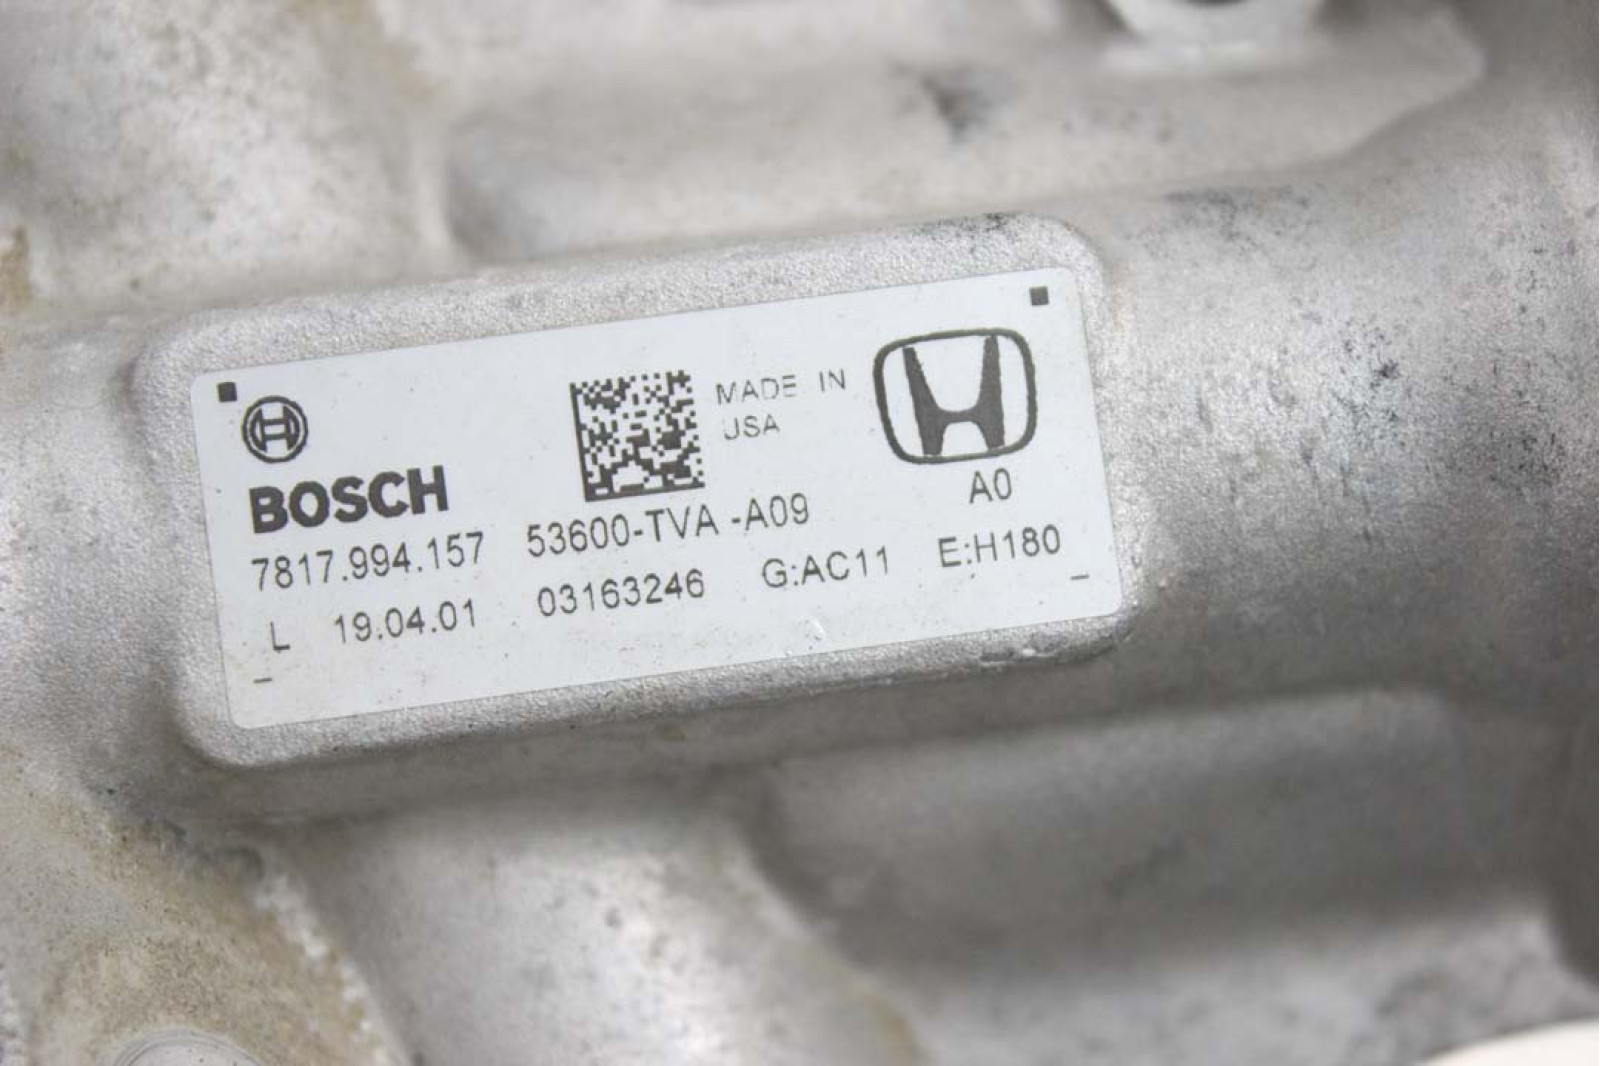 MADE IN
USA
BOSCH
A0
7817.994.157 53600-TVA -A09
L 19.04.01 03163246 G:AC11 E:H180